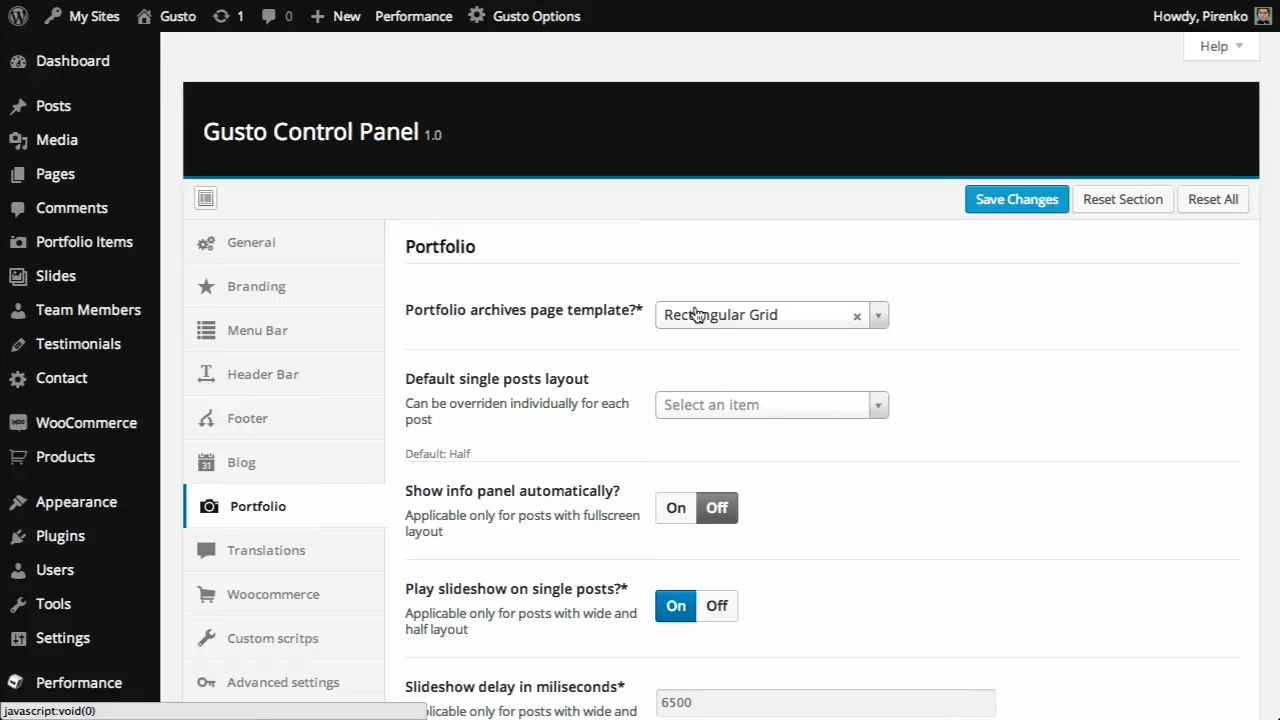 My Sites Gusto 1 0 New Performance Gusto Options Howdy, Pirenko
Help
Dashboard
Posts
Media
Pages
Comments
Portfolio Items
Slides
Team Members
Testimonials
Contact
WooCommerce
Products
Appearance
Plugins
Users
Tools
Settings
Performance
javascript:void(0)
Gusto Control Panel 1.0
Save Changes Reset Section Reset All
General
Branding
Menu Bar
Header Bar
Footer
Blog
Portfolio
Translations
Woocommerce
Custom scritps
Advanced settings
Portfolio
Portfolio archives page template?* Rectangular Grid
Default single posts layout
Can be overriden individually for each
post
Select an item
Default: Half
Show info panel automatically?
Applicable only for posts with fullscreen
layout
On Off
Play slideshow on single posts?*
Applicable only for posts with wide and
half layout
On Off
Slideshow delay in miliseconds*
plicable only for posts with wide and
6500